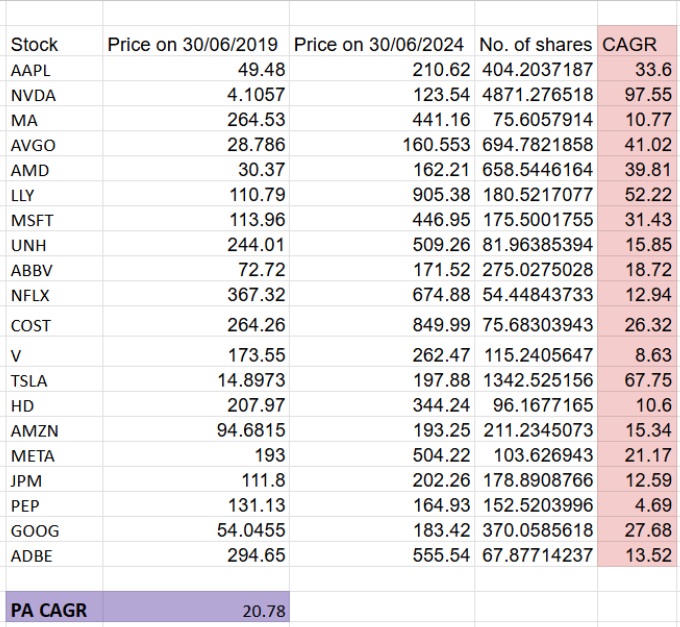 Stock Price on 30/06/2019 Price on 30/06/2024 No. of shares CAGR
AAPL 49.48 210.62 404.2037187 33.6
NVDA 4.1057 123.54 4871.276518 97.55
MA 264.53 441.16 75.6057914 10.77
AVGO 28.786 160.553 694.7821858 41.02
AMD 30.37 162.21 658.5446164 39.81
LLY 110.79 905.38 180.5217077 52.22
MSFT 113.96 446.95 175.5001755 31.43
UNH 244.01 509.26 81.96385394 15.85
ABBV 72.72 171.52 275.0275028 18.72
NFLX 367.32 674.88 54.44843733 12.94
COST 264.26 849.99 75.68303943 26.32
V 173.55 262.47 115.2405647 8.63
TSLA 14.8973 197.88 1342.525156 67.75
HD 207.97 344.24 96.1677165 10.6
AMZN 94.6815 193.25 211.2345073 15.34
META 193 504.22 103.626943 21.17
JPM 111.8 202.26 178.8908766 12.59
PEP 131.13 164.93 152.5203996 4.69
GOOG 54.0455 183.42 370.0585618 27.68
ADBE 294.65 555.54 67.87714237 13.52
PA CAGR 20.78